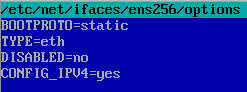 /etc/net/ifaces/ens256/options
BOOTPROTO=static
TYPE=eth
DISABLED=no
CONFIG_IPV4=yes